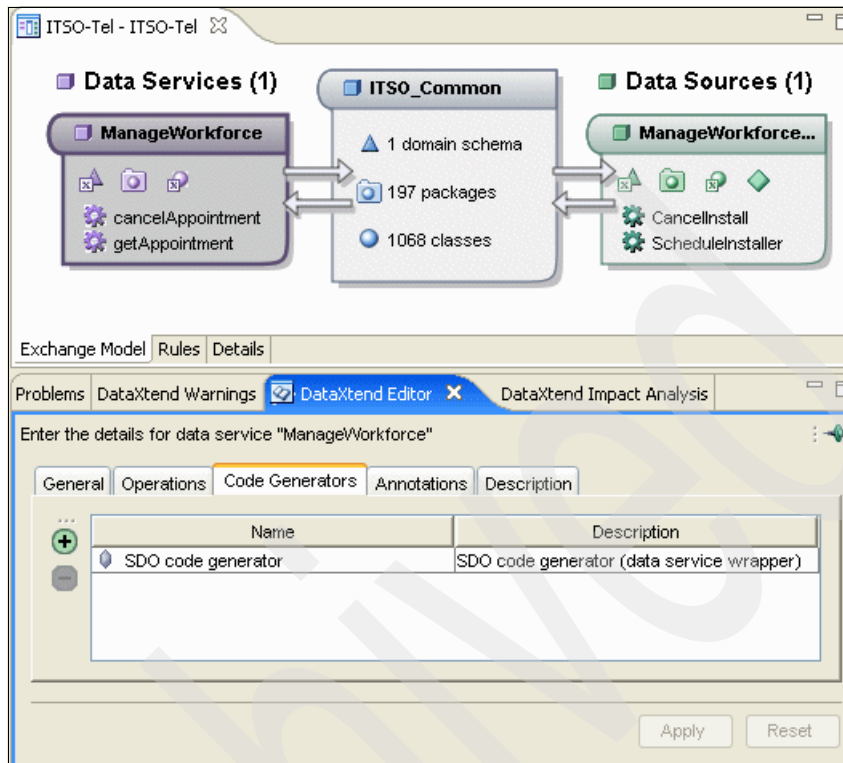 ITSO-Tel - ITSO-Tel
Data Services (1)
ManageWorkforce
cancelAppointment
getAppointment
ITSO_Common
1 domain schema
197 packages
1068 classes
Data Sources (1)
ManageWorkforce...
CancelInstall
ScheduleInstaller
Exchange Model Rules Details
Problems DataXtend Warnings DataXtend Editor DataXtend Impact Analysis
Enter the details for data service "ManageWorkforce"
General Operations Code Generators Annotations Description
Name Description
SDO code generator SDO code generator (data service wrapper)
Apply Reset